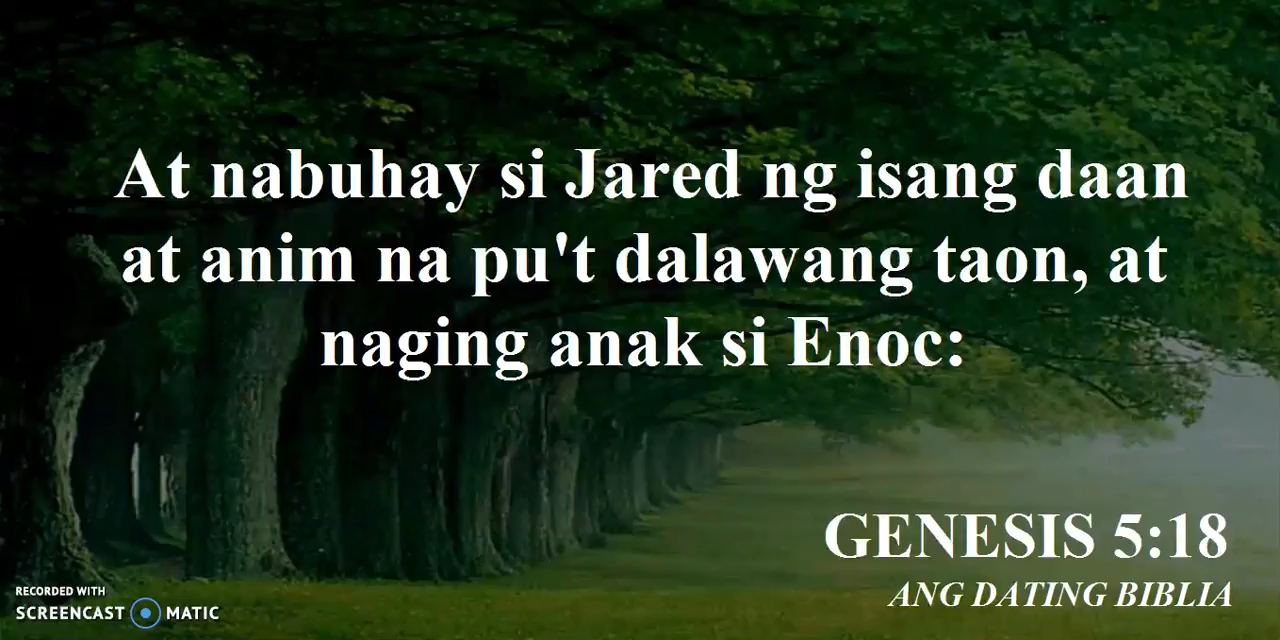 At nabuhay si Jared ng isang daan
at anim na pu't dalawang taon, at
naging anak si Enoc:
GENESIS 5:18
ANG DATING BIBLIA
RECORDED WITH
SCREENCAST MATIC